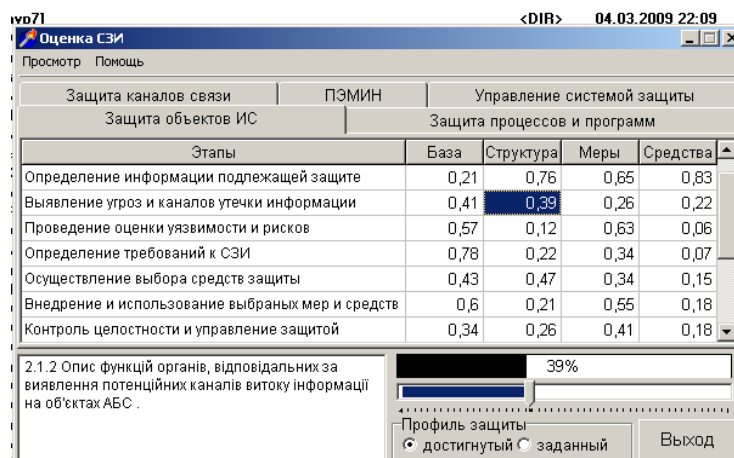 vp7]   <DIR>   04.03.2009 22:09
Оценка СЗИ
Просмотр   Помощь
Защита каналов связи   ПЭМИН   Управление системой защиты
Защита объектов ИС   Защита процессов и программ
Этапы   База   Структура   Меры   Средства
Определение информации подлежащей защите   0,21   0,76   0,65   0,83
Выявление угроз и каналов утечки информации   0,41   0,39   0,26   0,22
Проведение оценки уязвимости и рисков   0,57   0,12   0,63   0,06
Определение требований к СЗИ   0,78   0,22   0,34   0,07
Осуществление выбора средств защиты   0,43   0,47   0,34   0,15
Внедрение и использование выбраных мер и средств   0,6   0,21   0,55   0,18
Контроль целостности и управление защитой   0,34   0,26   0,41   0,18
2.1.2 Опис функцій органів, відповідальних за
виявлення потенційних каналів витоку інформації
на об'єктах АБС .
39%
Профиль защиты
достигнутый   заданный
Выход